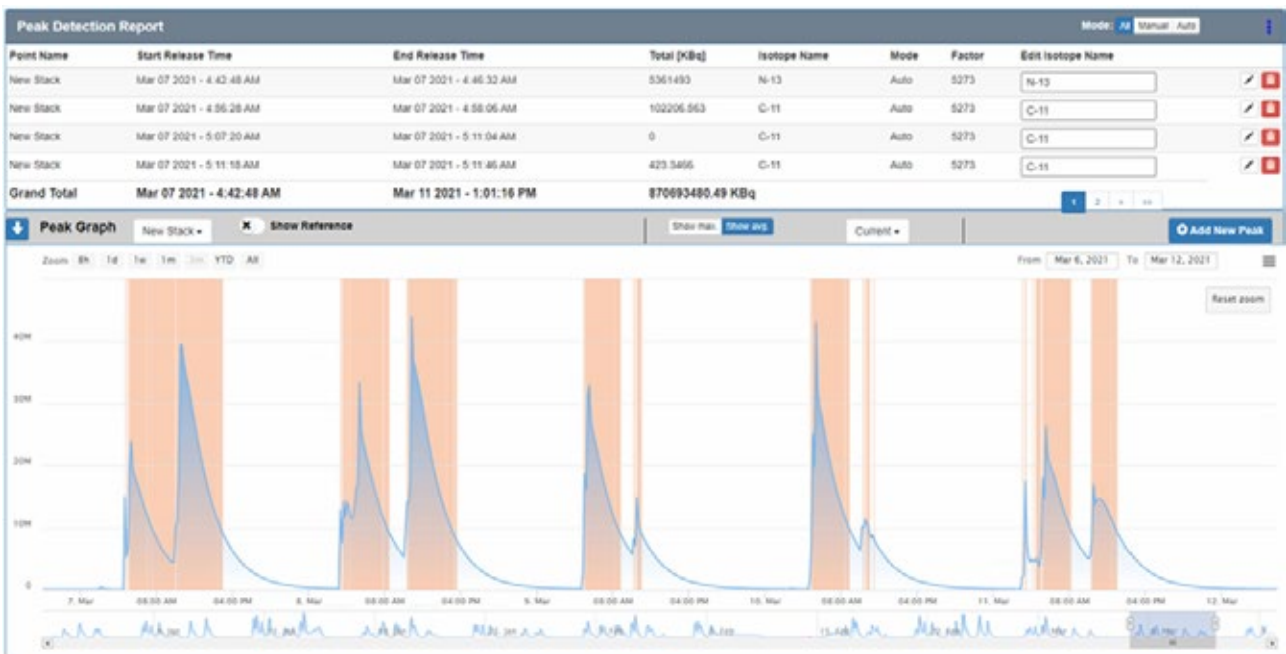 Peak Detection Report Mode: All Manual Auto
Point Name Start Release Time End Release Time Total [KBq] Isotope Name Mode Factor Edit Isotope Name
New Stack Mar 07 2021 - 4:42:48 AM Mar 07 2021 - 4:46:32 AM 5361493 N-13 Auto 5273 N-13
New Stack Mar 07 2021 - 4:56:28 AM Mar 07 2021 - 4:58:06 AM 102206.563 C-11 Auto 5273 C-11
New Stack Mar 07 2021 - 5:07:20 AM Mar 07 2021 - 5:11:04 AM 0 C-11 Auto 5273 C-11
New Stack Mar 07 2021 - 5:11:18 AM Mar 07 2021 - 5:11:46 AM 423.3466 C-11 Auto 5273 C-11
Grand Total Mar 07 2021 - 4:42:48 AM Mar 11 2021 - 1:01:16 PM 870693480.49 KBq
1 2 » »»
Peak Graph New Stack Show Reference Show max. Show avg. Current Add New Peak
Zoom 8h 1d 1w 1m 3m YTD All From Mar 6, 2021 To Mar 12, 2021
Reset zoom
40M
30M
20M
10M
0
7. Mar 08:00 AM 04:00 PM 8. Mar 08:00 AM 04:00 PM 9. Mar 08:00 AM 04:00 PM 10. Mar 08:00 AM 04:00 PM 11. Mar 08:00 AM 04:00 PM 12. Mar